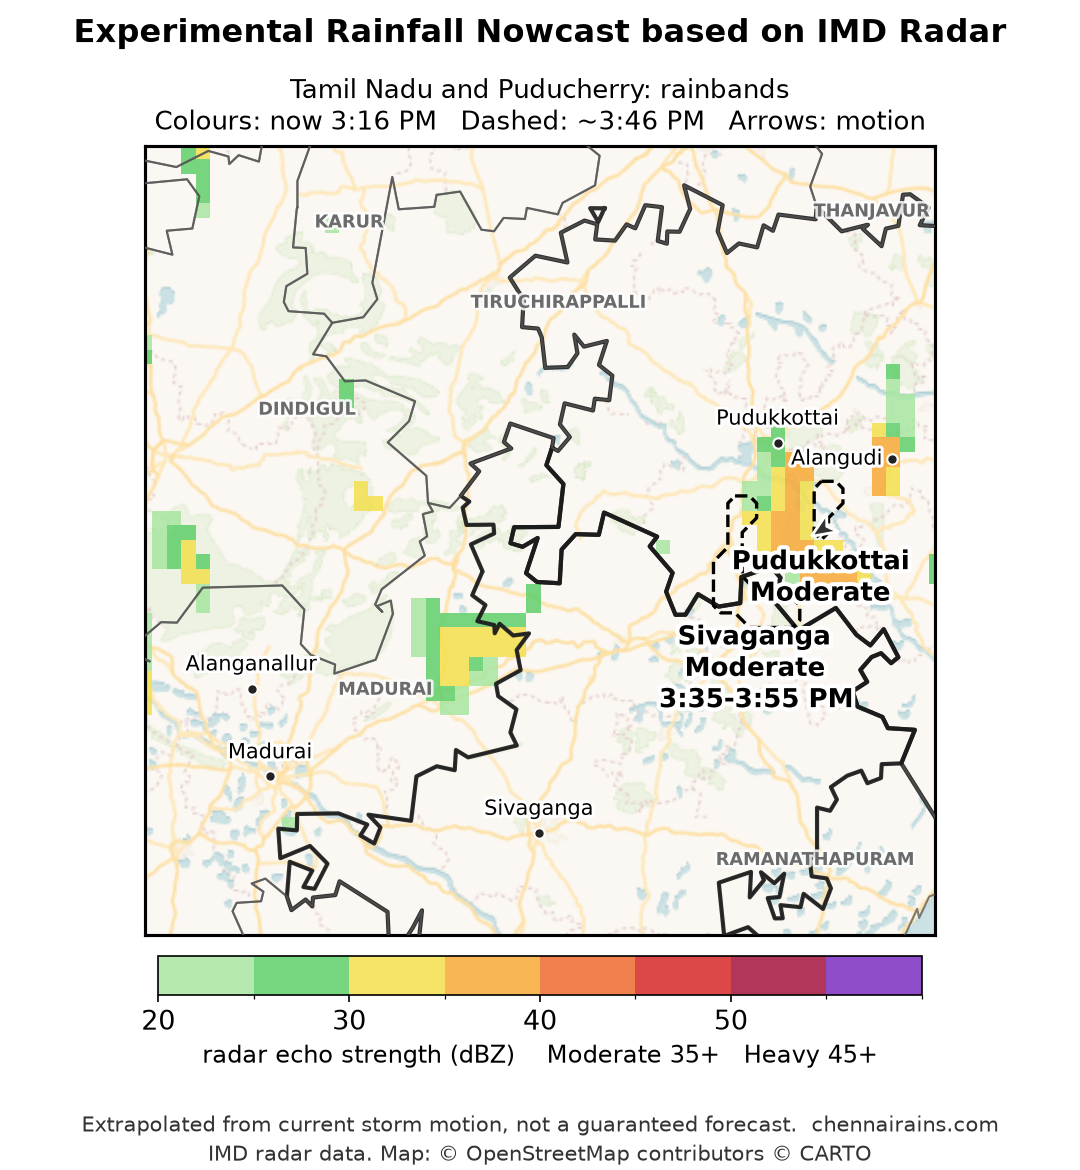 Experimental Rainfall Nowcast based on IMD Radar
Tamil Nadu and Puducherry: rainbands
Colours: now 3:16 PM   Dashed: ~3:46 PM   Arrows: motion
THANJAVUR
KARUR
TIRUCHIRAPPALLI
DINDIGUL
Pudukkottai
Alangudi
Pudukkottai
Moderate
Sivaganga
Moderate
3:35-3:55 PM
Alanganallur
MADURAI
Madurai
Sivaganga
RAMANATHAPURAM
20 30 40 50
radar echo strength (dBZ)    Moderate 35+   Heavy 45+
Extrapolated from current storm motion, not a guaranteed forecast.  chennairains.com
IMD radar data. Map: © OpenStreetMap contributors © CARTO